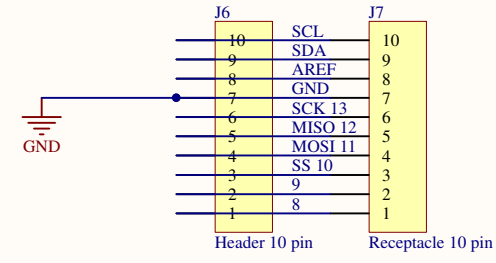 J6 J7
10 SCL 10
9 SDA 9
8 AREF 8
7 GND 7
6 SCK 13 6
5 MISO 12 5
4 MOSI 11 4
3 SS 10 3
2 9 2
1 8 1
GND
Header 10 pin Receptacle 10 pin